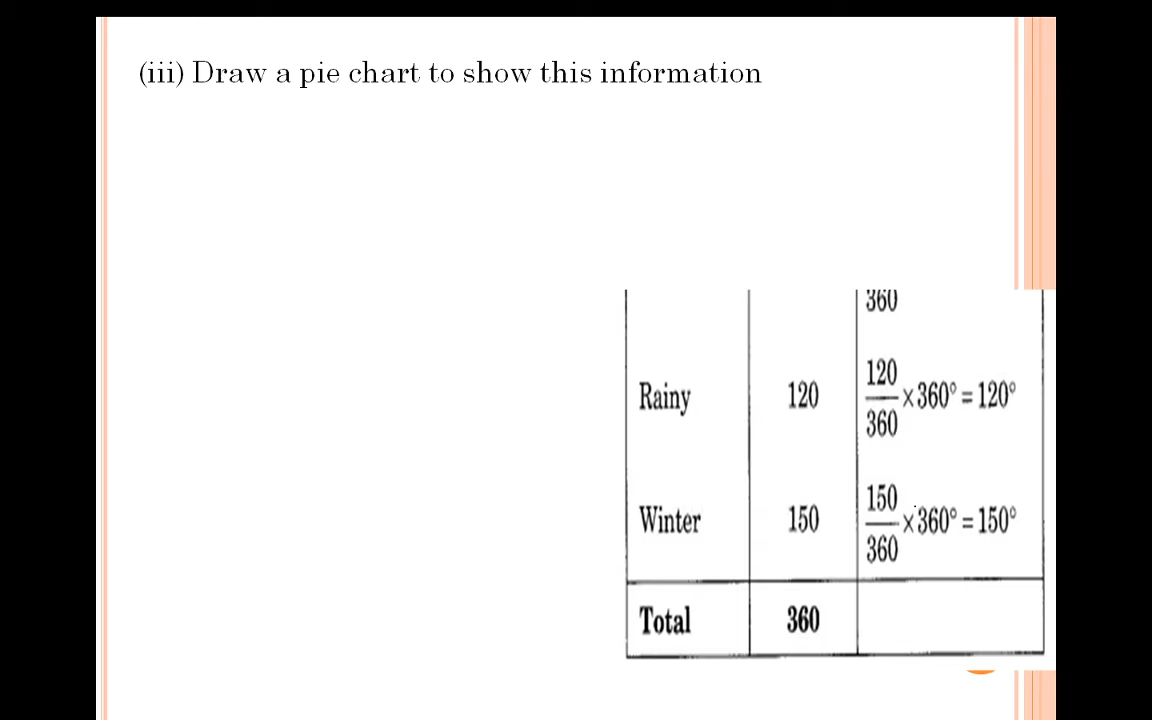 (iii) Draw a pie chart to show this information
360
Rainy 120 120/360 ×360° = 120°
Winter 150 150/360 ×360° = 150°
Total 360